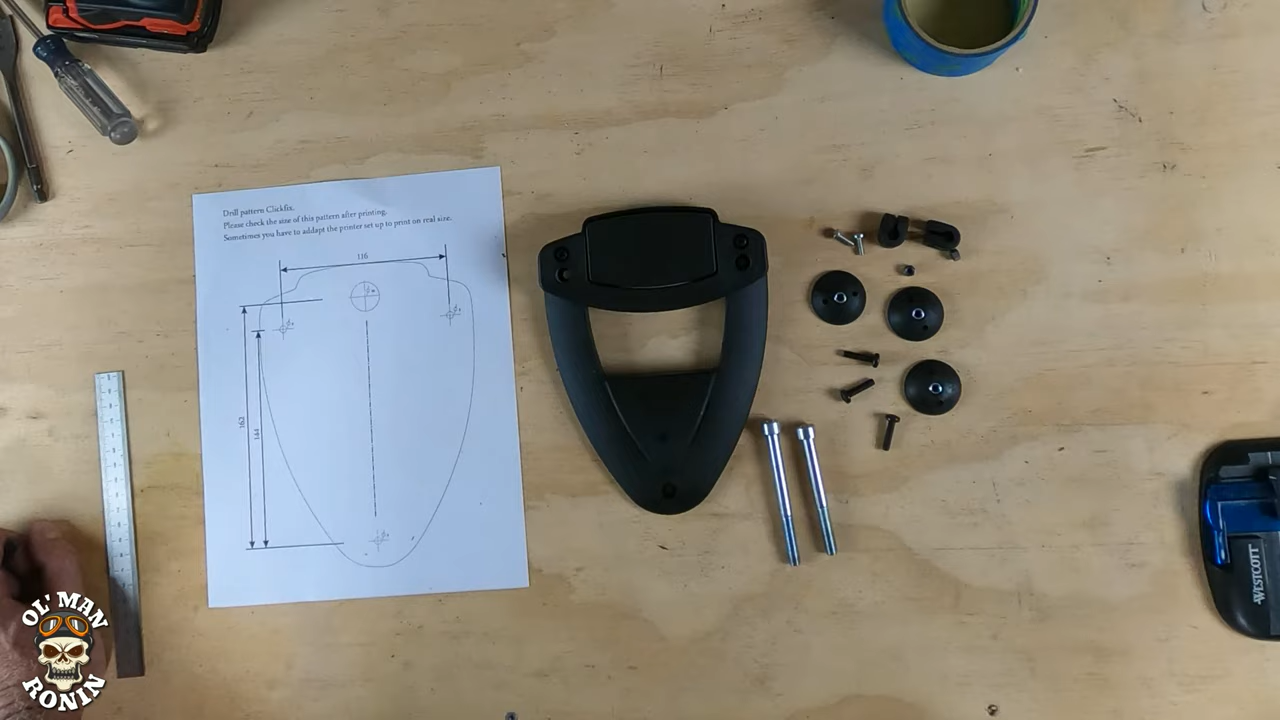 Drill pattern Clickfix.
Please check the size of this pattern after printing.
Sometimes you have to addapt the printer set up to print on real size.
116
163
144
WESTCOTT
OL' MAN
RONIN